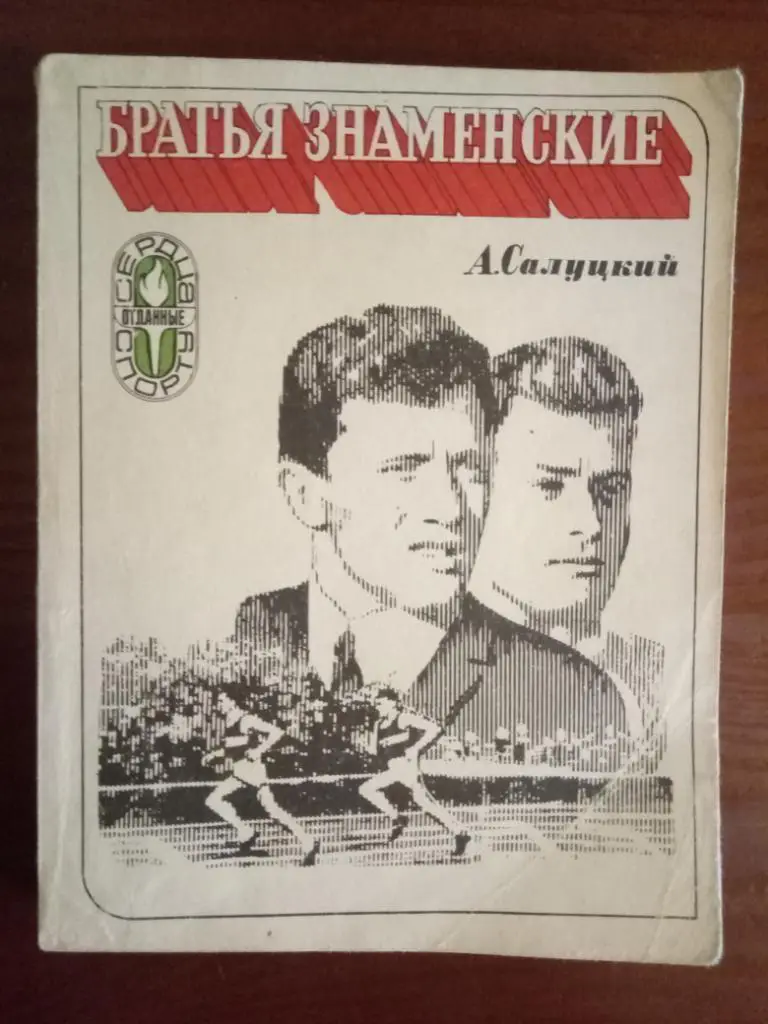 БРАТЬЯ ЗНАМЕНСКИЕ
А. Салуцкий
СЕРДЦА
ОТДАННЫЕ
СПОРТУ